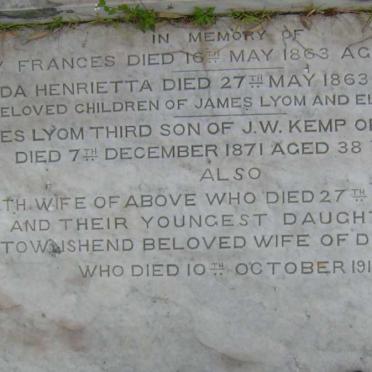 IN MEMORY OF
Y FRANCES DIED 16TH MAY 1863 AG
DA HENRIETTA DIED 27TH MAY 1863
BELOVED CHILDREN OF JAMES LYOM AND EL
ES LYOM THIRD SON OF J.W. KEMP OF
DIED 7TH DECEMBER 1871 AGED 38
ALSO
TH WIFE OF ABOVE WHO DIED 27TH
AND THEIR YOUNGEST DAUGHT
TOWNSHEND BELOVED WIFE OF D
WHO DIED 10TH OCTOBER 191